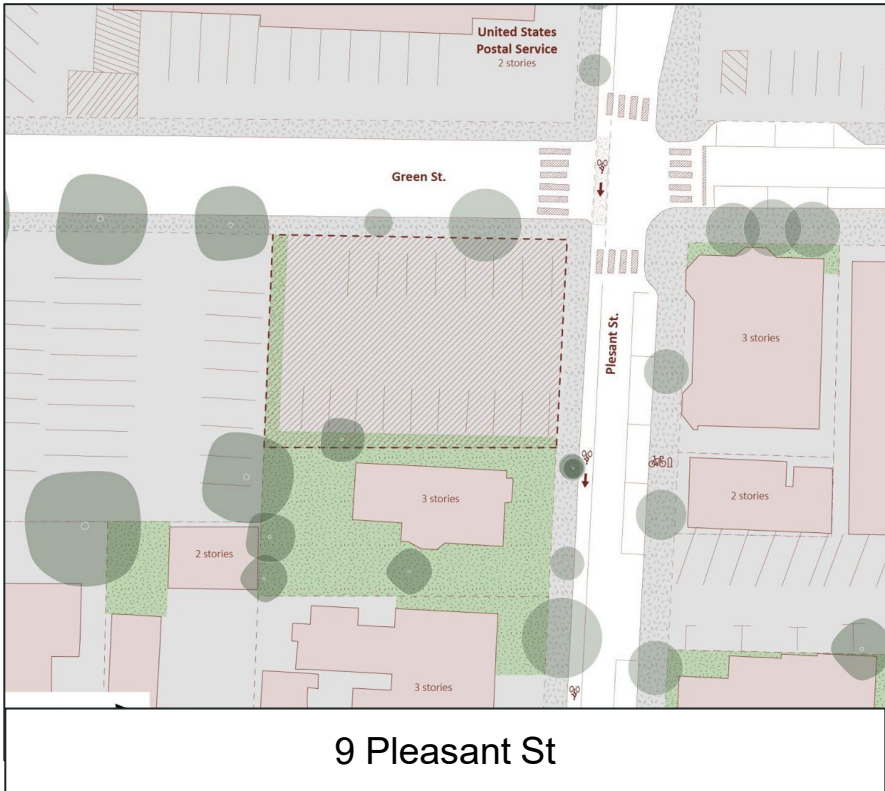 United States
Postal Service
2 stories
Green St.
Plesant St.
3 stories
3 stories
2 stories
2 stories
3 stories
9 Pleasant St